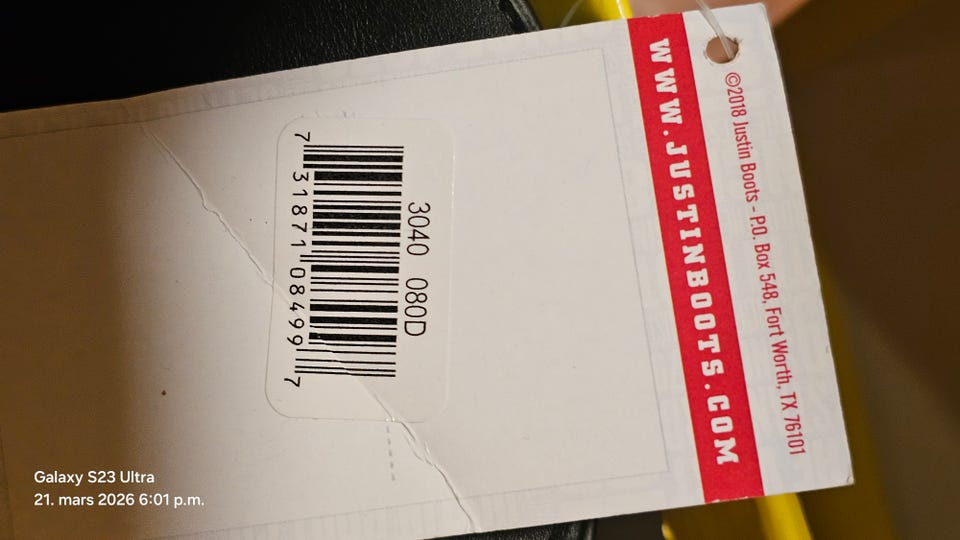 WWW.JUSTINBOOTS.COM
©2018 Justin Boots - P.O. Box 548, Fort Worth, TX 76101
3040 080D
7 31871 08499 7
Galaxy S23 Ultra
21. mars 2026 6:01 p.m.